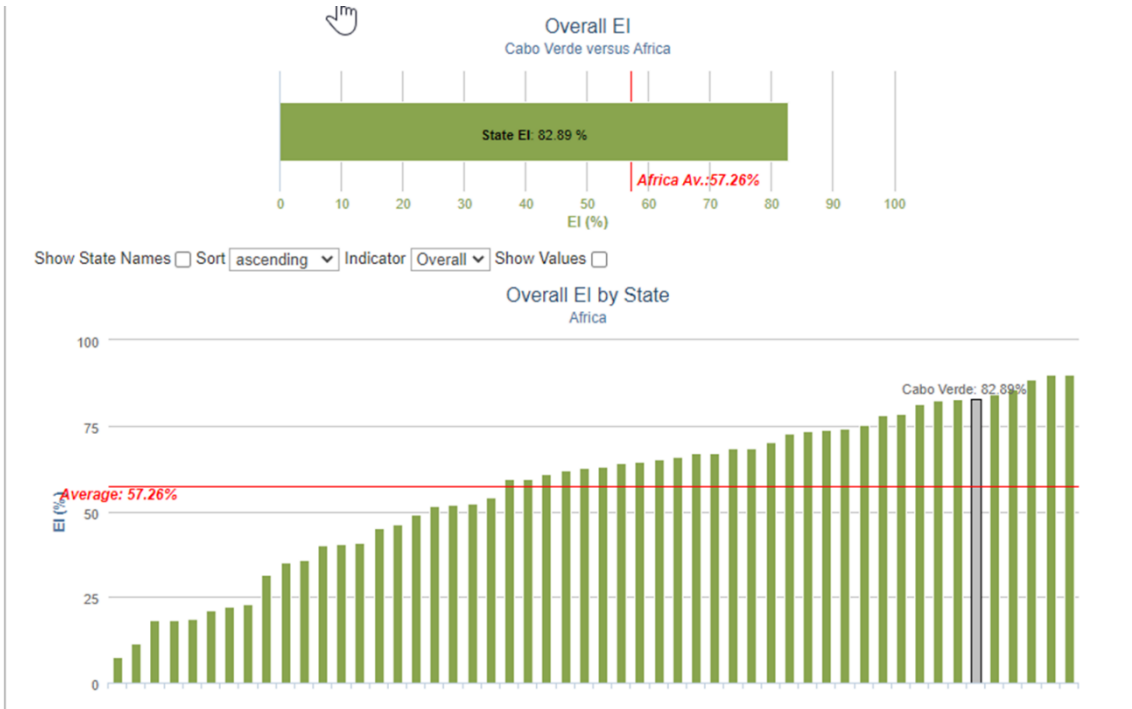 Overall EI
Cabo Verde versus Africa
State EI: 82.89 %
Africa Av.:57.26%
0 10 20 30 40 50 60 70 80 90 100
EI (%)
Show State Names Sort ascending Indicator Overall Show Values
Overall EI by State
Africa
100
Cabo Verde: 82.89%
75
Average: 57.26%
EI (%)
50
25
0